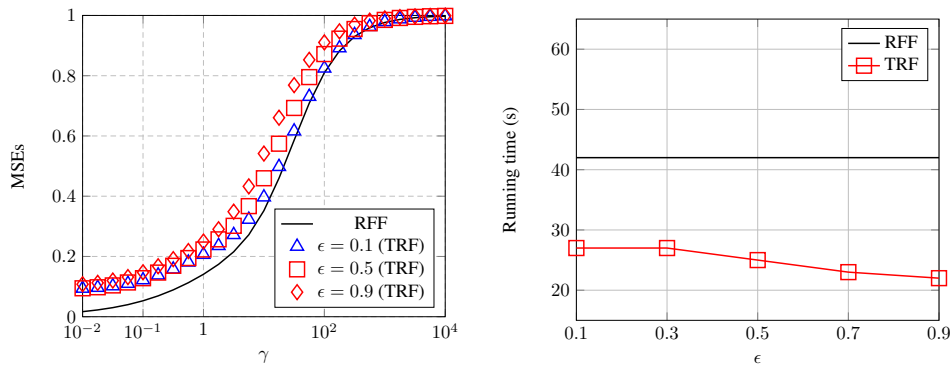 1
0.8
0.6
0.4
0.2
0
MSEs
10^{-2}
10^{-1}
1
10
10^{2}
10^{4}
γ
RFF
ϵ = 0.1 (TRF)
ϵ = 0.5 (TRF)
ϵ = 0.9 (TRF)
60
50
40
30
20
Running time (s)
0.1
0.3
0.5
0.7
0.9
ϵ
RFF
TRF